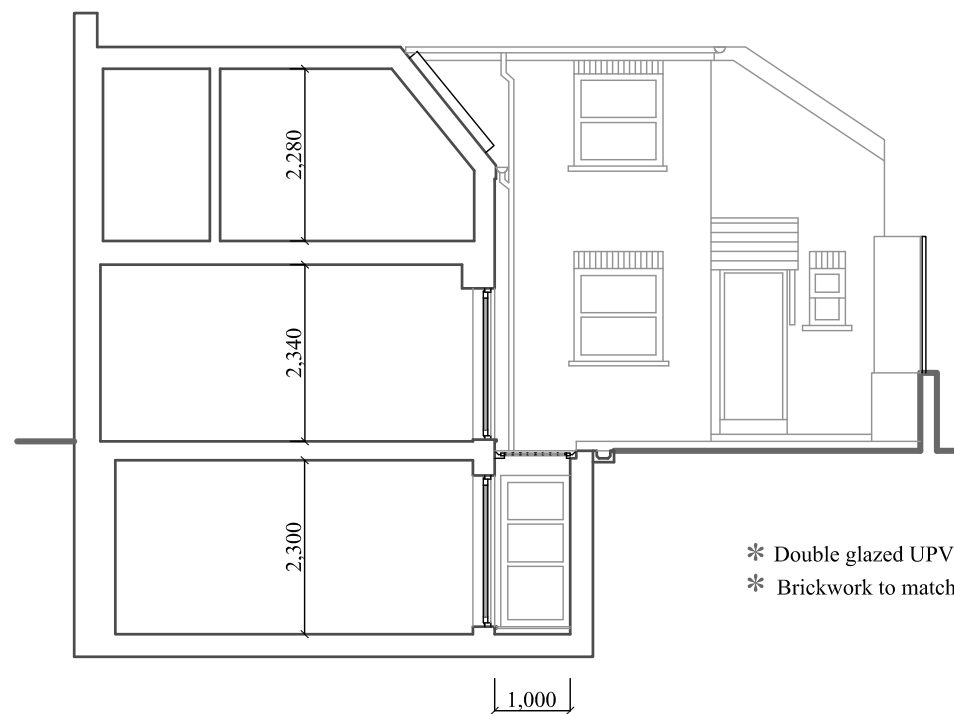 2,280
2,340
2,300
* Double glazed UPV
* Brickwork to match
1,000